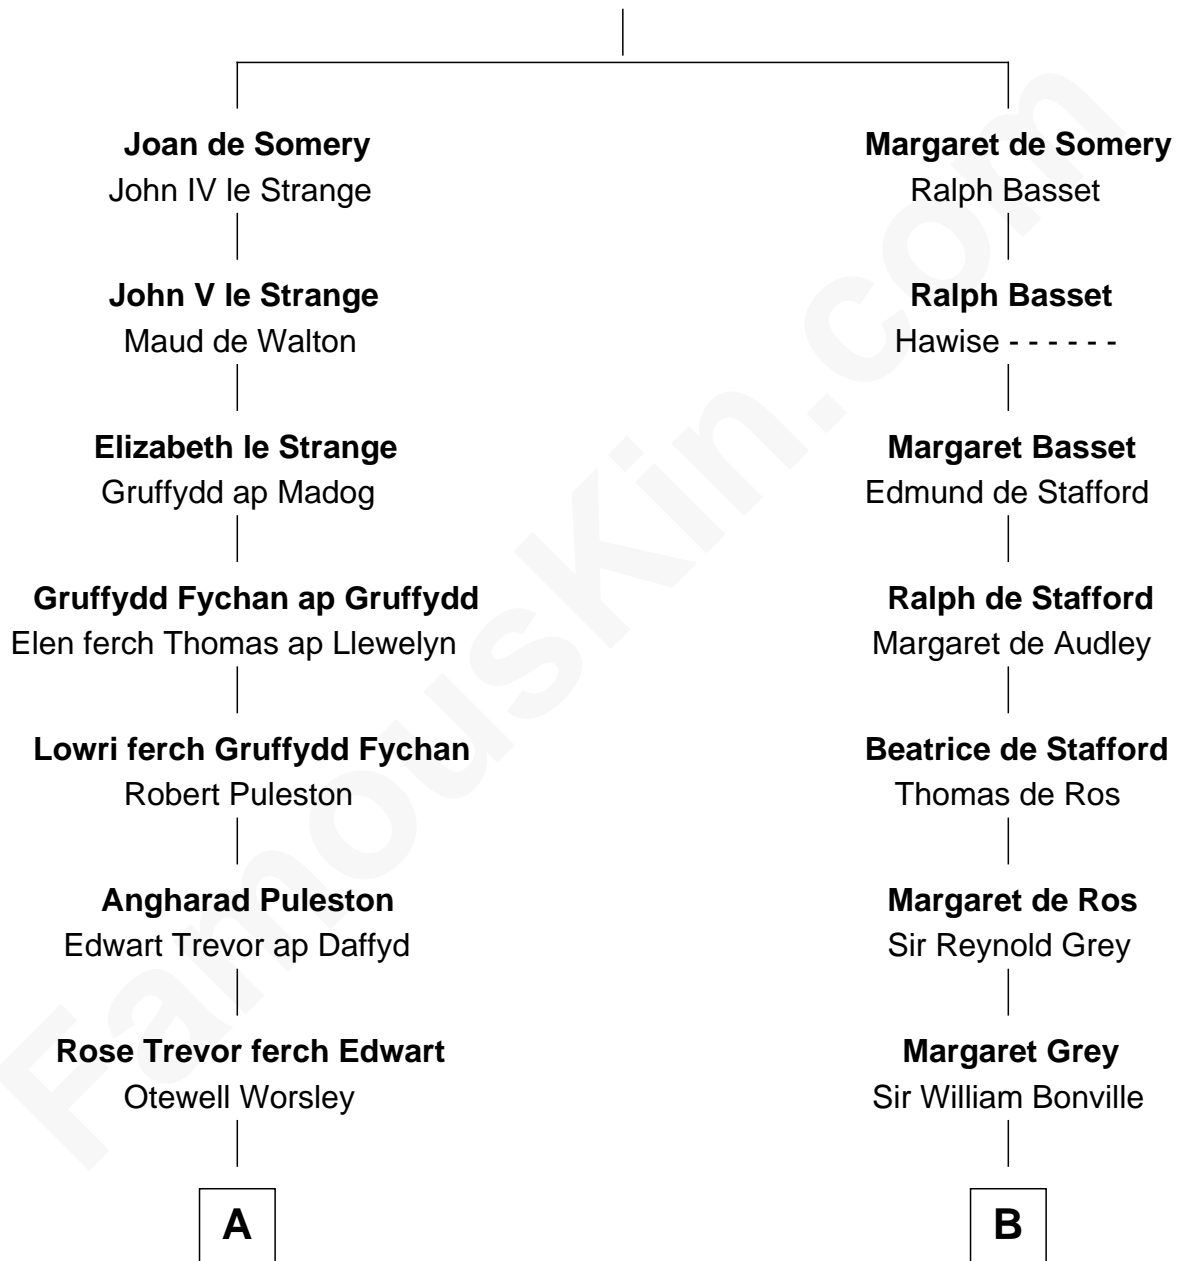 Joan de Somery
John IV le Strange
John V le Strange
Maud de Walton
Elizabeth le Strange
Gruffydd ap Madog
Gruffydd Fychan ap Gruffydd
Elen ferch Thomas ap Llewelyn
Lowri ferch Gruffydd Fychan
Robert Puleston
Angharad Puleston
Edwart Trevor ap Daffyd
Rose Trevor ferch Edwart
Otewell Worsley
A
Margaret de Somery
Ralph Basset
Ralph Basset
Hawise - - - - - -
Margaret Basset
Edmund de Stafford
Ralph de Stafford
Margaret de Audley
Beatrice de Stafford
Thomas de Ros
Margaret de Ros
Sir Reynold Grey
Margaret Grey
Sir William Bonville
B
FamousKin.com